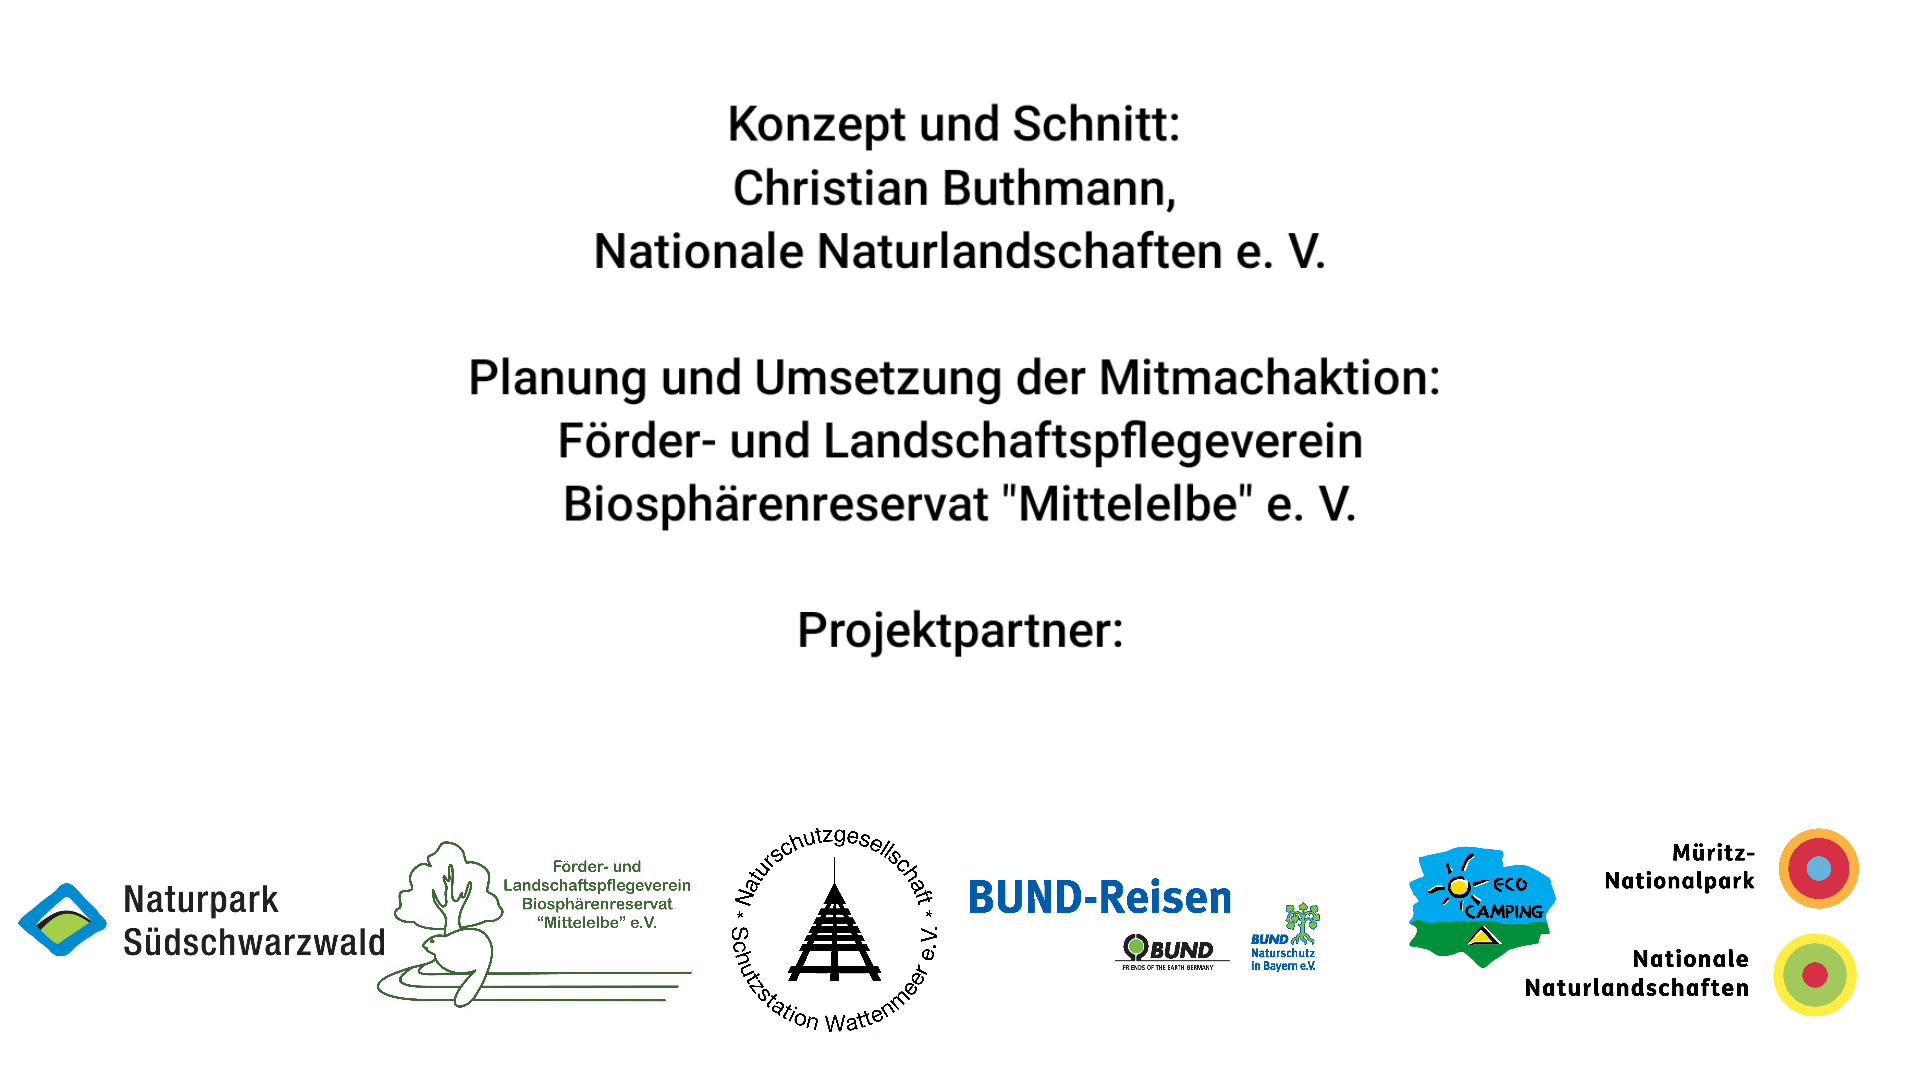 Konzept und Schnitt:
Christian Buthmann,
Nationale Naturlandschaften e. V.
Planung und Umsetzung der Mitmachaktion:
Förder- und Landschaftspflegeverein
Biosphärenreservat "Mittelelbe" e. V.
Projektpartner:
Naturpark
Südschwarzwald
Förder- und
Landschaftspflegeverein
Biosphärenreservat
“Mittelelbe” e.V.
* Naturschutzgesellschaft *
Schutzstation Wattenmeer e.V.
BUND-Reisen
BUND
FRIENDS OF THE EARTH GERMANY
BUND
Naturschutz
in Bayern e.V.
ECO
CAMPING
Müritz-
Nationalpark
Nationale
Naturlandschaften